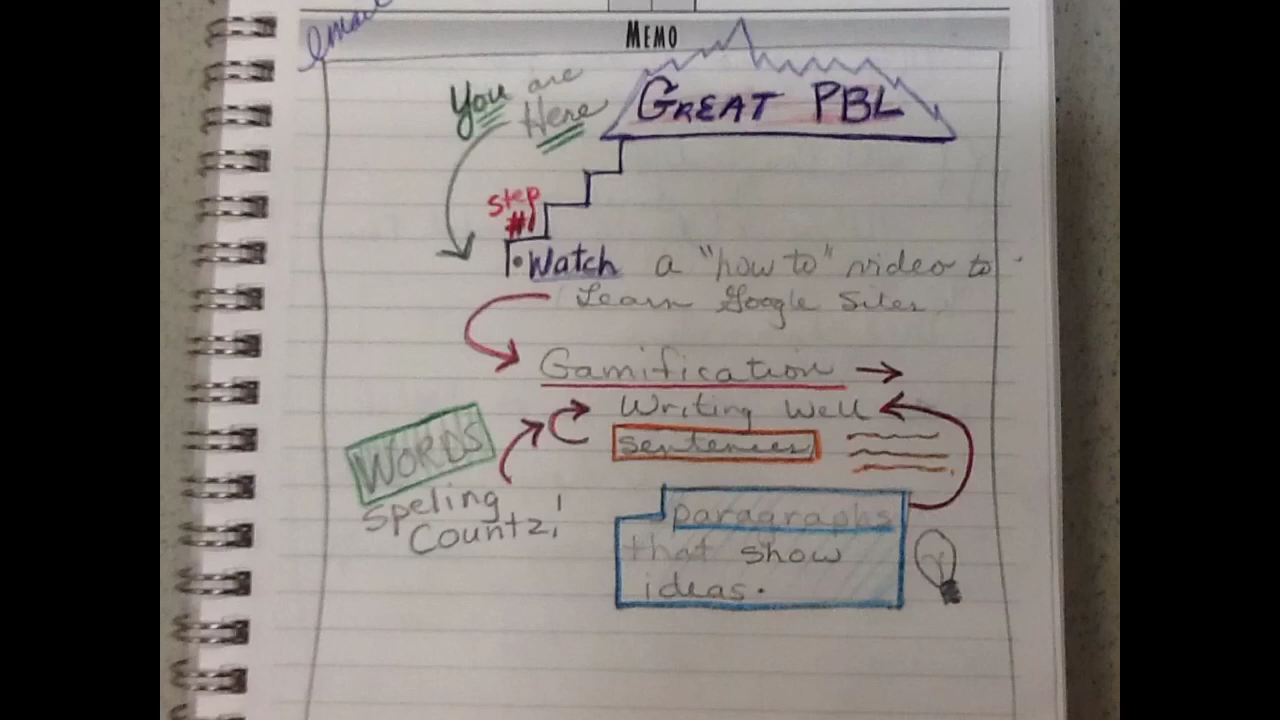 email
MEMO
You are
Here
GREAT PBL
Step
#1
• Watch a "how to" video to
Learn Google Sites
Gamification →
Writing Well
sentences
WORDS
Speling
Countz!
paragraphs
that show
ideas.